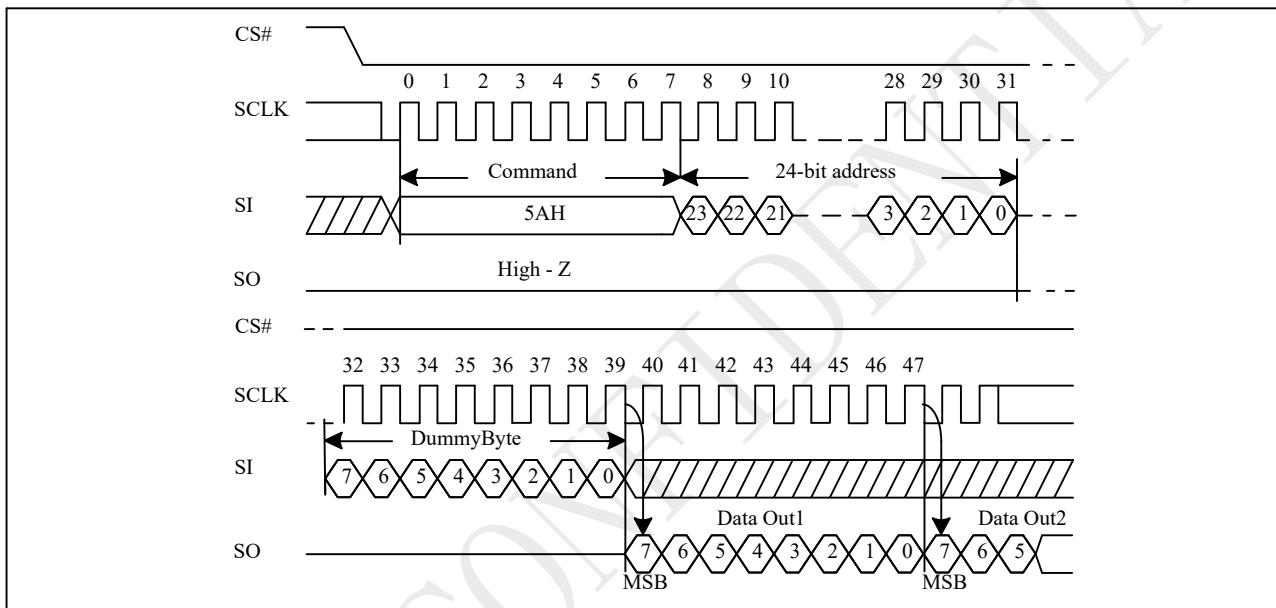 CS#
0 1 2 3 4 5 6 7 8 9 10 28 29 30 31
SCLK
Command 24-bit address
SI
5AH 23 22 21 3 2 1 0
High - Z
SO
CS#
32 33 34 35 36 37 38 39 40 41 42 43 44 45 46 47
SCLK
DummyByte
SI
7 6 5 4 3 2 1 0
Data Out1 Data Out2
SO
7 6 5 4 3 2 1 0 7 6 5
MSB MSB
CONFIDENTIA